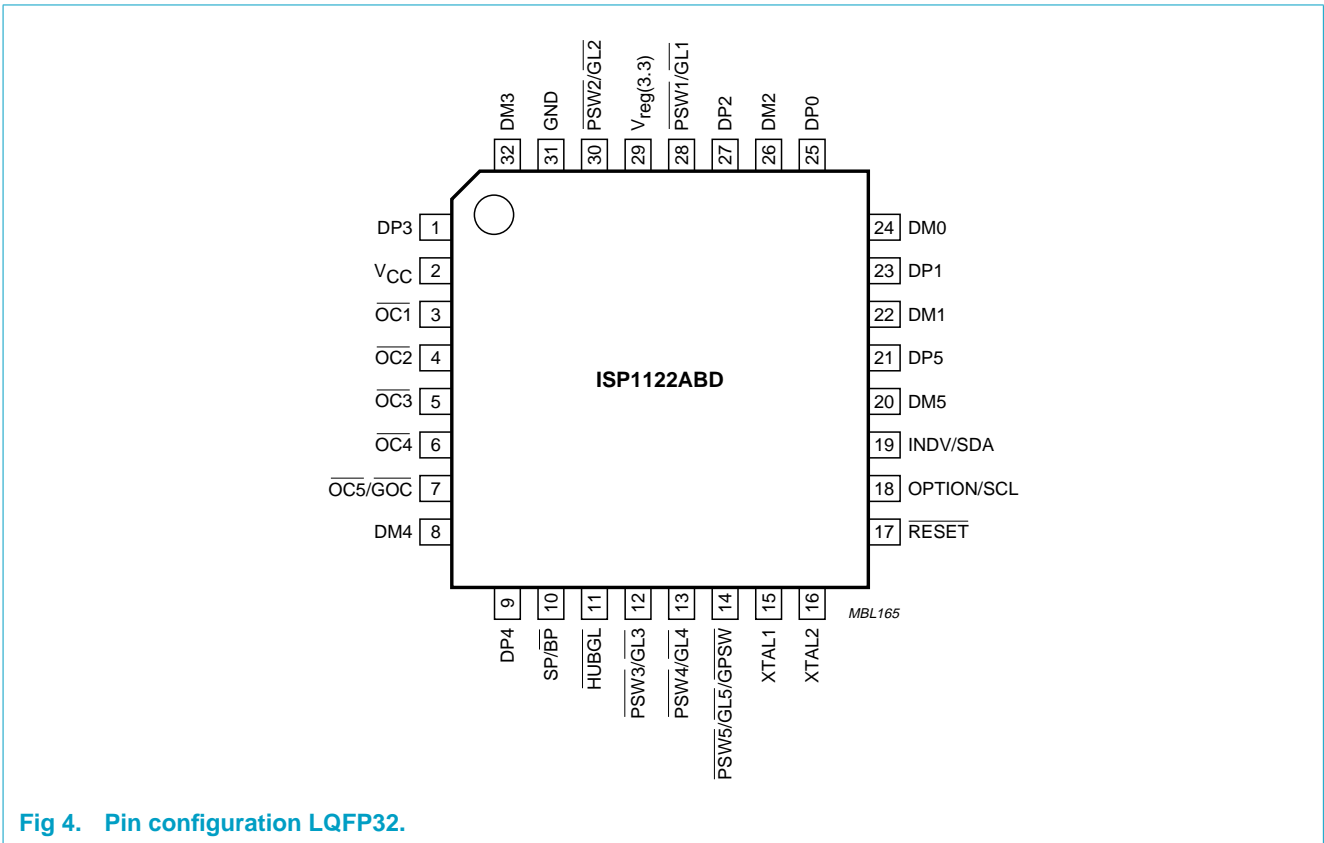 DM3
GND
PSW2/GL2
Vreg(3.3)
PSW1/GL1
DP2
DM2
DP0
32
31
30
29
28
27
26
25
DP3 1
VCC 2
OC1 3
OC2 4
OC3 5
OC4 6
OC5/GOC 7
DM4 8
ISP1122ABD
24 DM0
23 DP1
22 DM1
21 DP5
20 DM5
19 INDV/SDA
18 OPTION/SCL
17 RESET
9
10
11
12
13
14
15
16
DP4
SP/BP
HUBGL
PSW3/GL3
PSW4/GL4
PSW5/GL5/GPSW
XTAL1
XTAL2
MBL165
Fig 4. Pin configuration LQFP32.